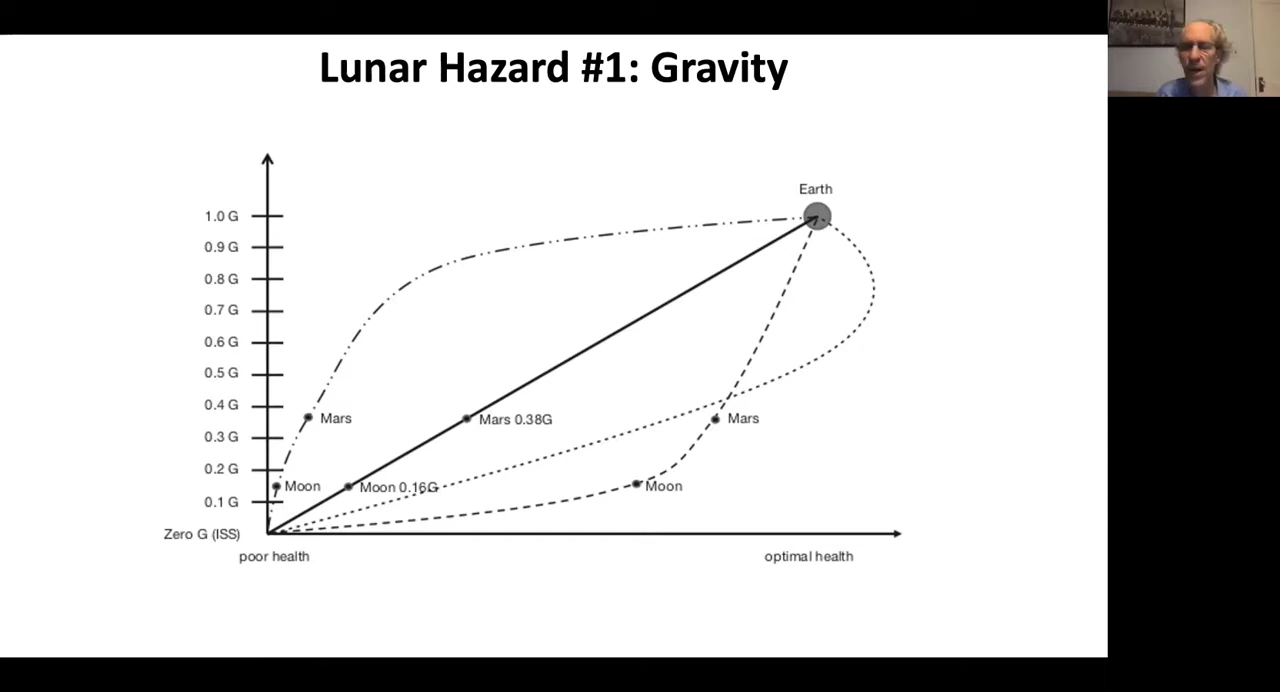 Lunar Hazard #1: Gravity
Earth
1.0 G
0.9 G
0.8 G
0.7 G
0.6 G
0.5 G
0.4 G
Mars
Mars 0.38G
Mars
0.3 G
0.2 G
Moon
Moon 0.16G
Moon
0.1 G
Zero G (ISS)
poor health
optimal health